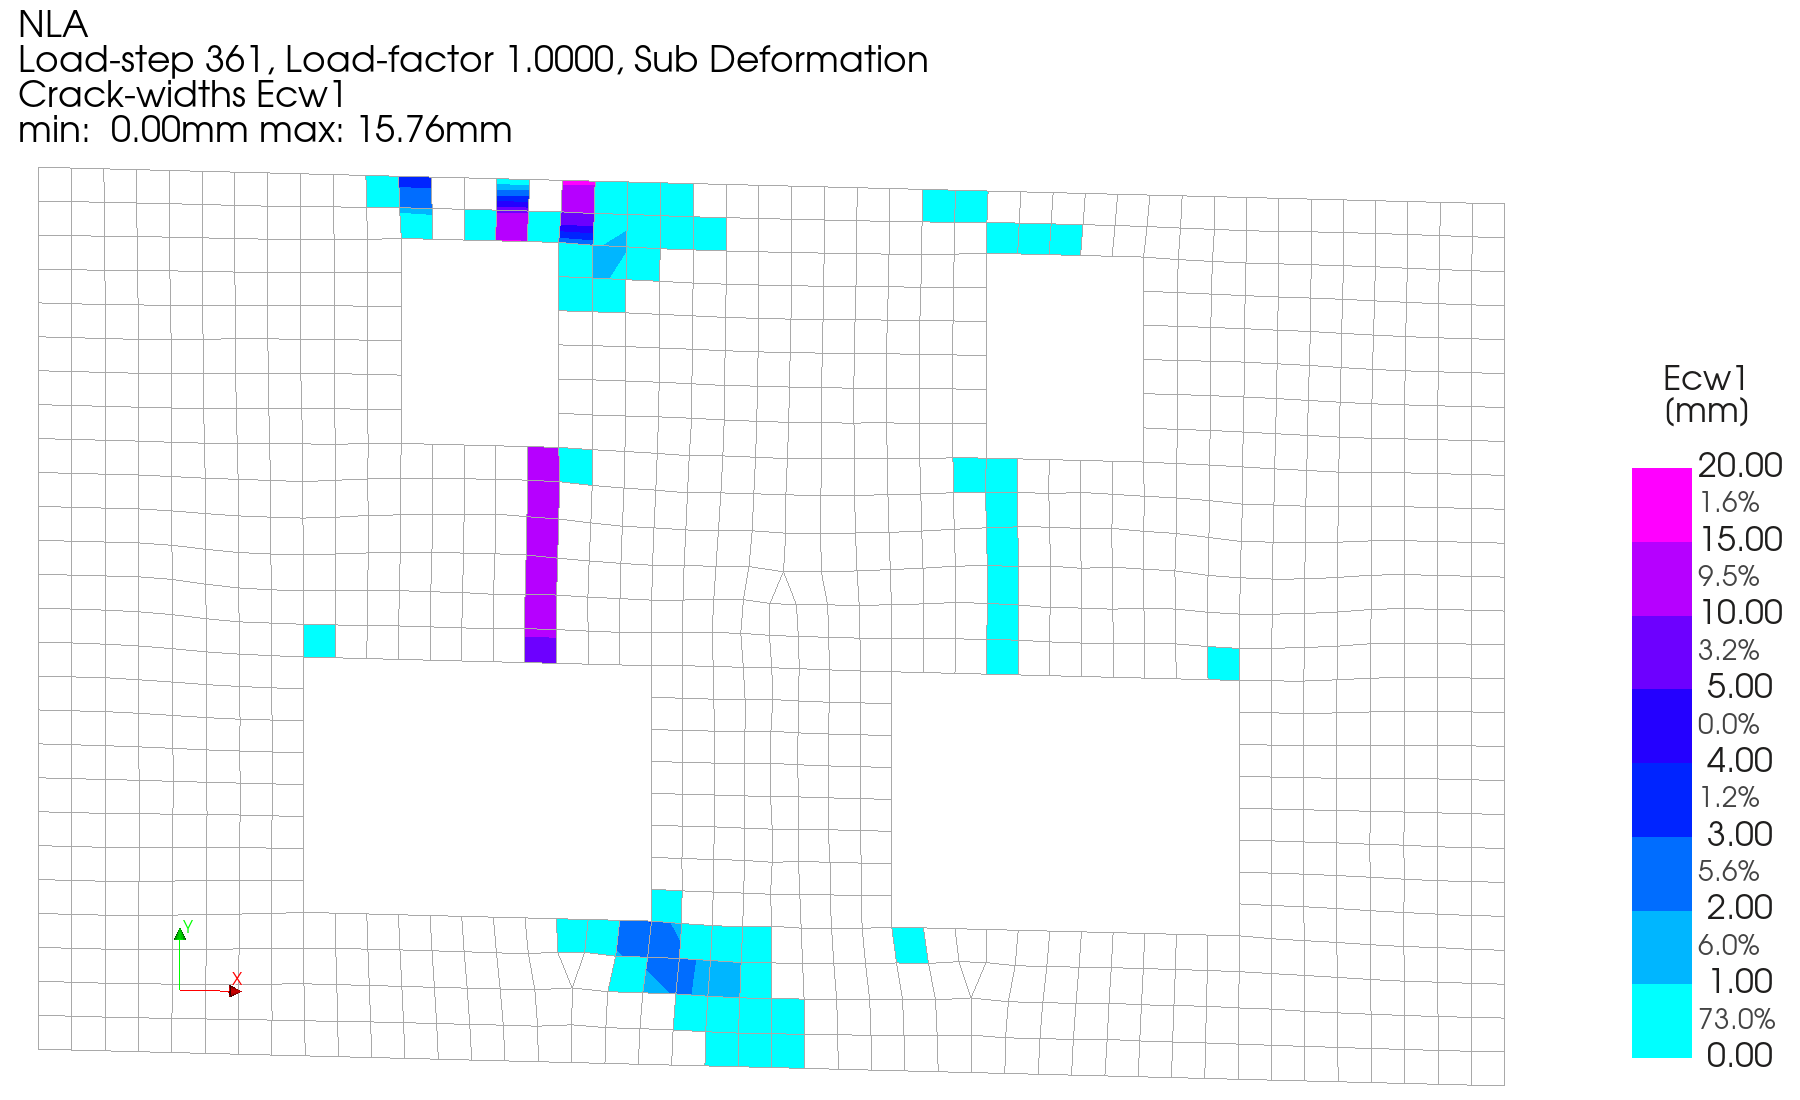 NLA
Load-step 361, Load-factor 1.0000, Sub Deformation
Crack-widths Ecw1
min: 0.00mm max: 15.76mm
Ecw1
(mm)
20.00
1.6%
15.00
9.5%
10.00
3.2%
5.00
0.0%
4.00
1.2%
3.00
5.6%
2.00
6.0%
1.00
73.0%
0.00
Y
X